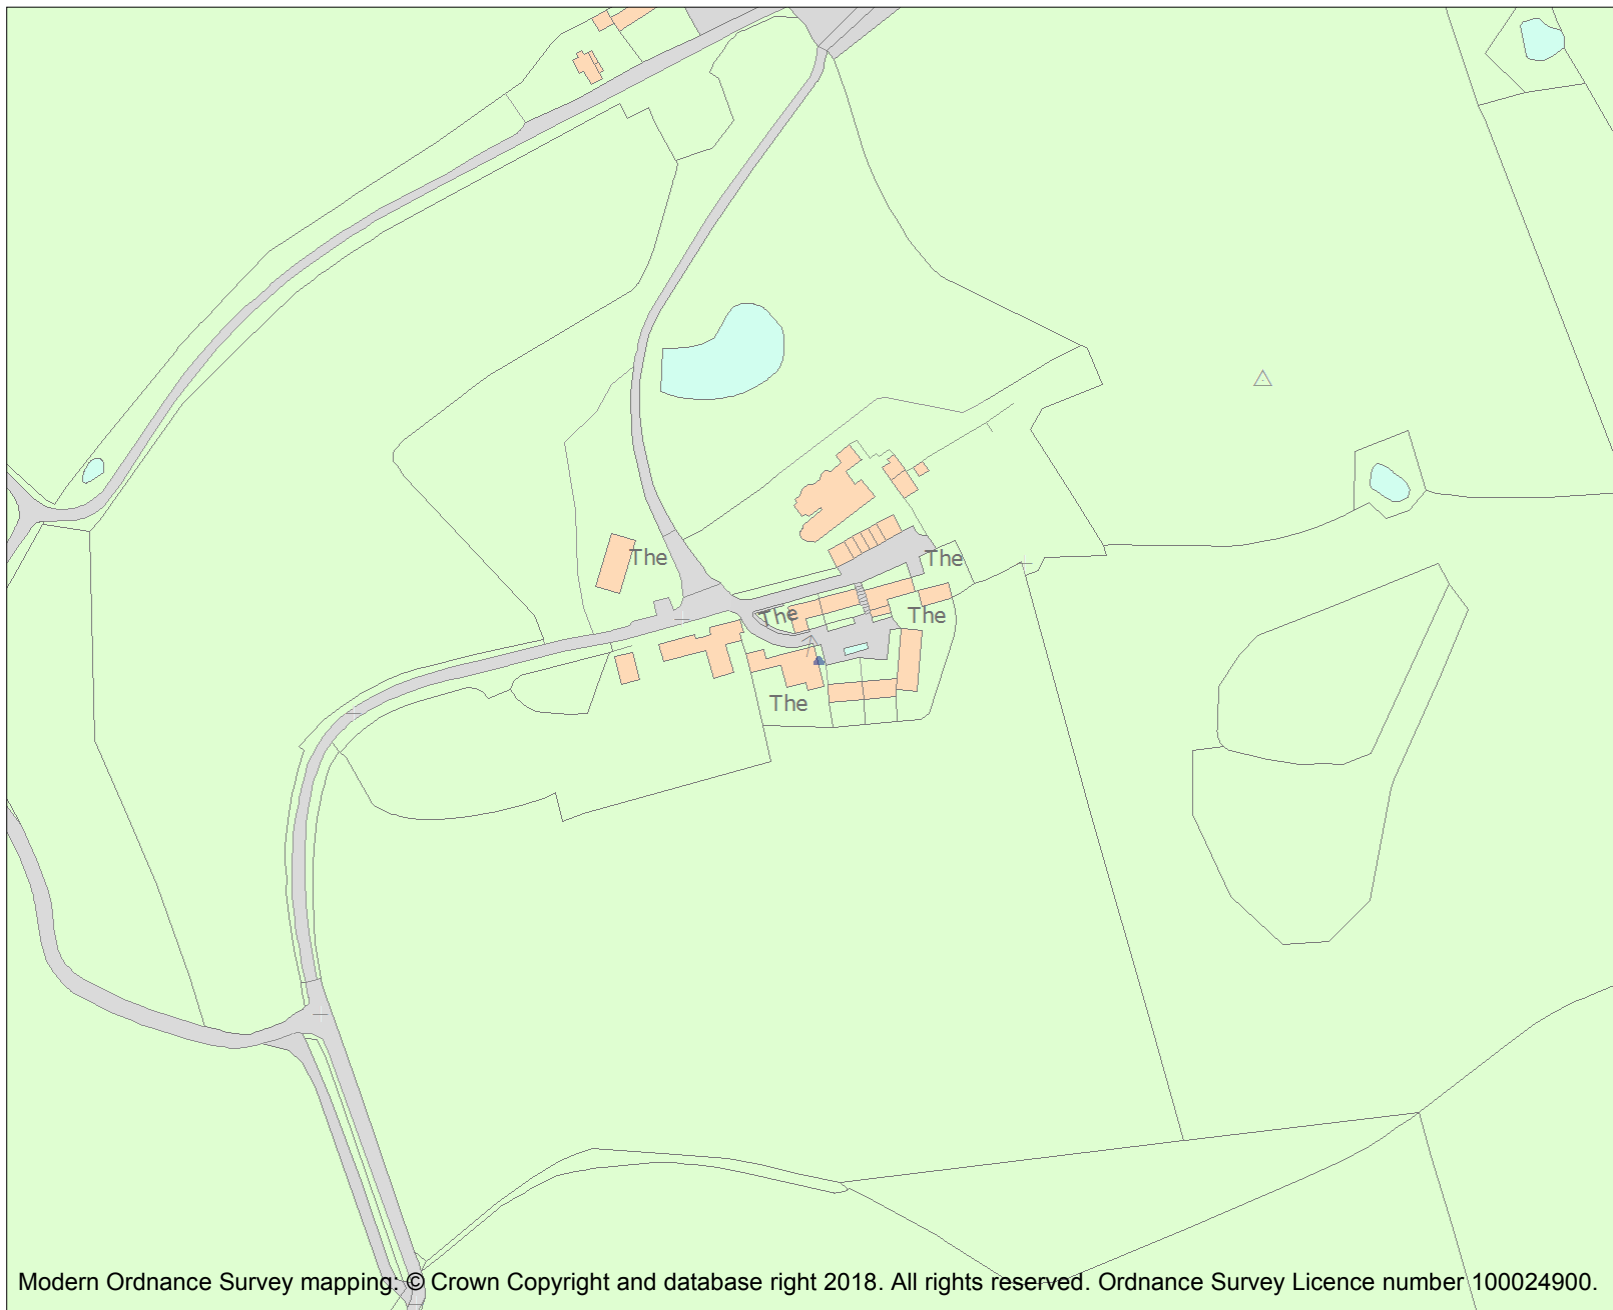 The
The
The
The
The
Modern Ordnance Survey mapping: © Crown Copyright and database right 2018. All rights reserved. Ordnance Survey Licence number 100024900.